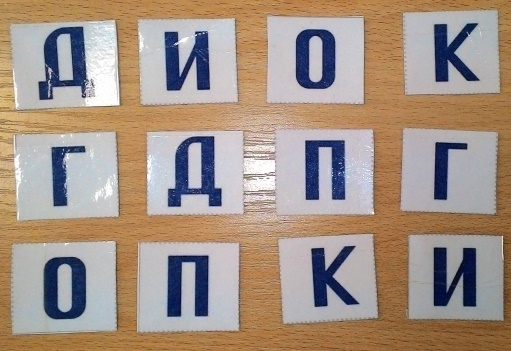 Д И О К
Г Д П Г
О П К И